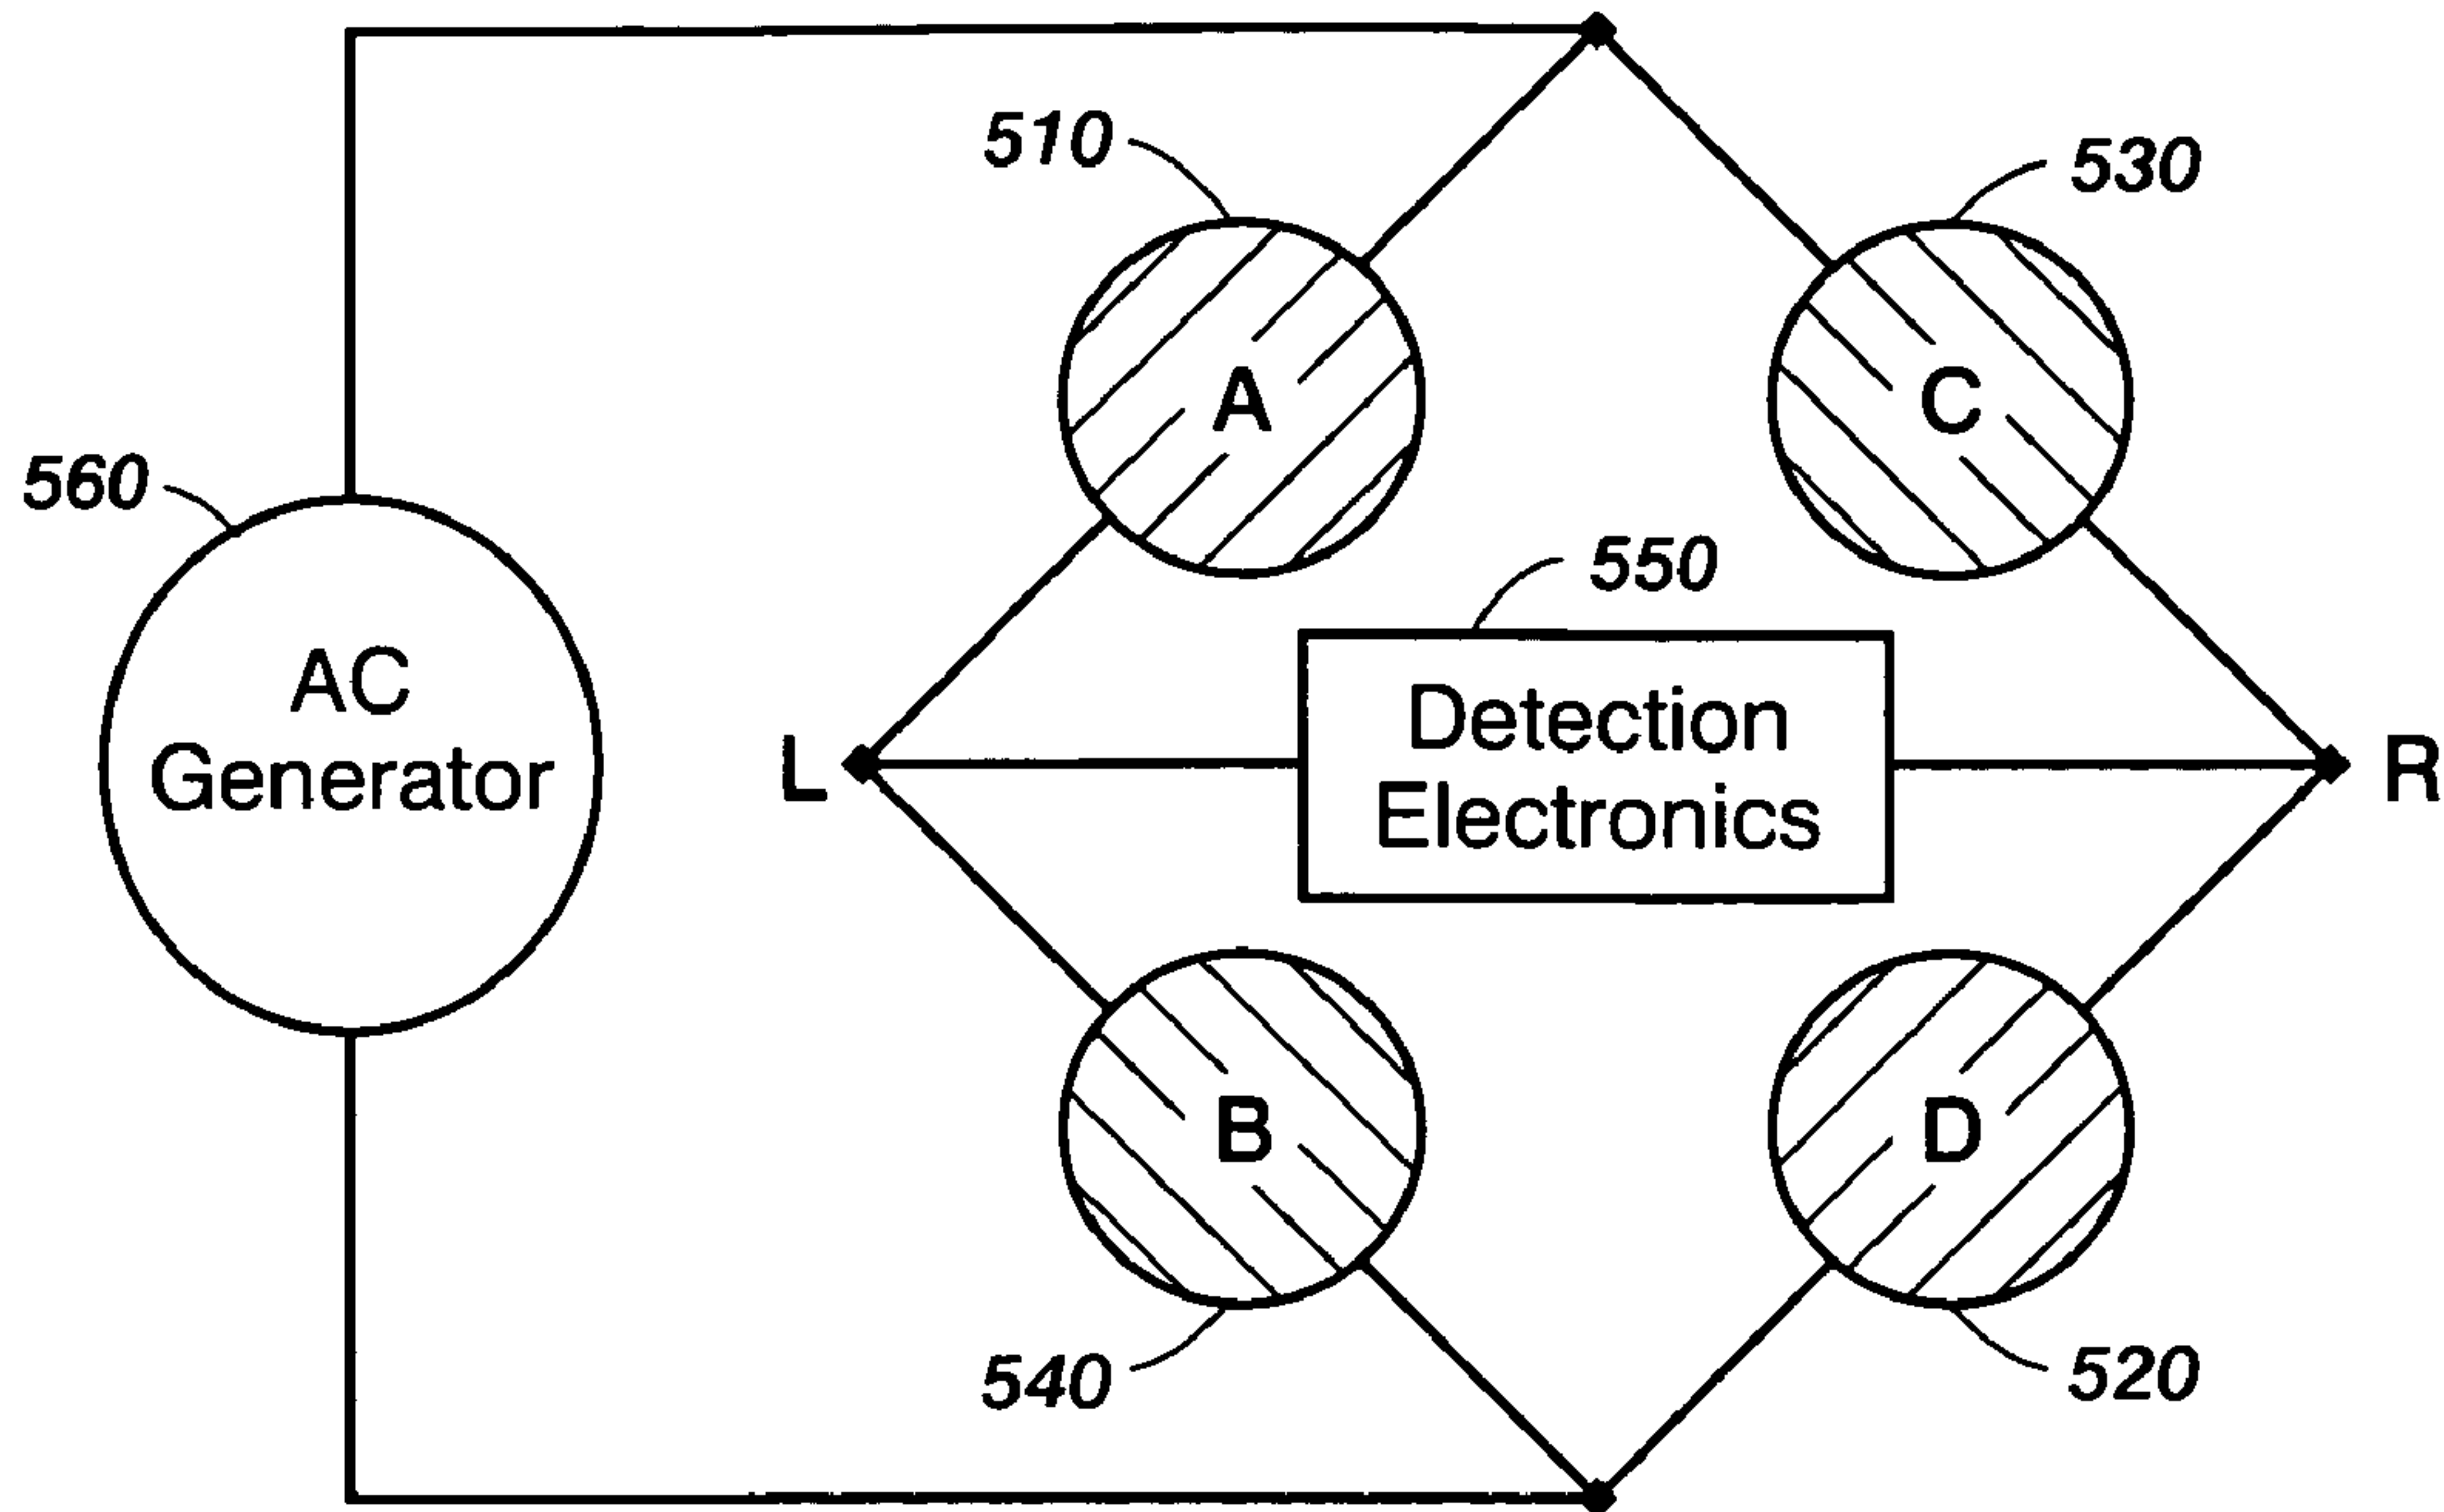 510
530
A
C
560
550
AC
Generator
L
Detection
Electronics
R
B
D
540
520